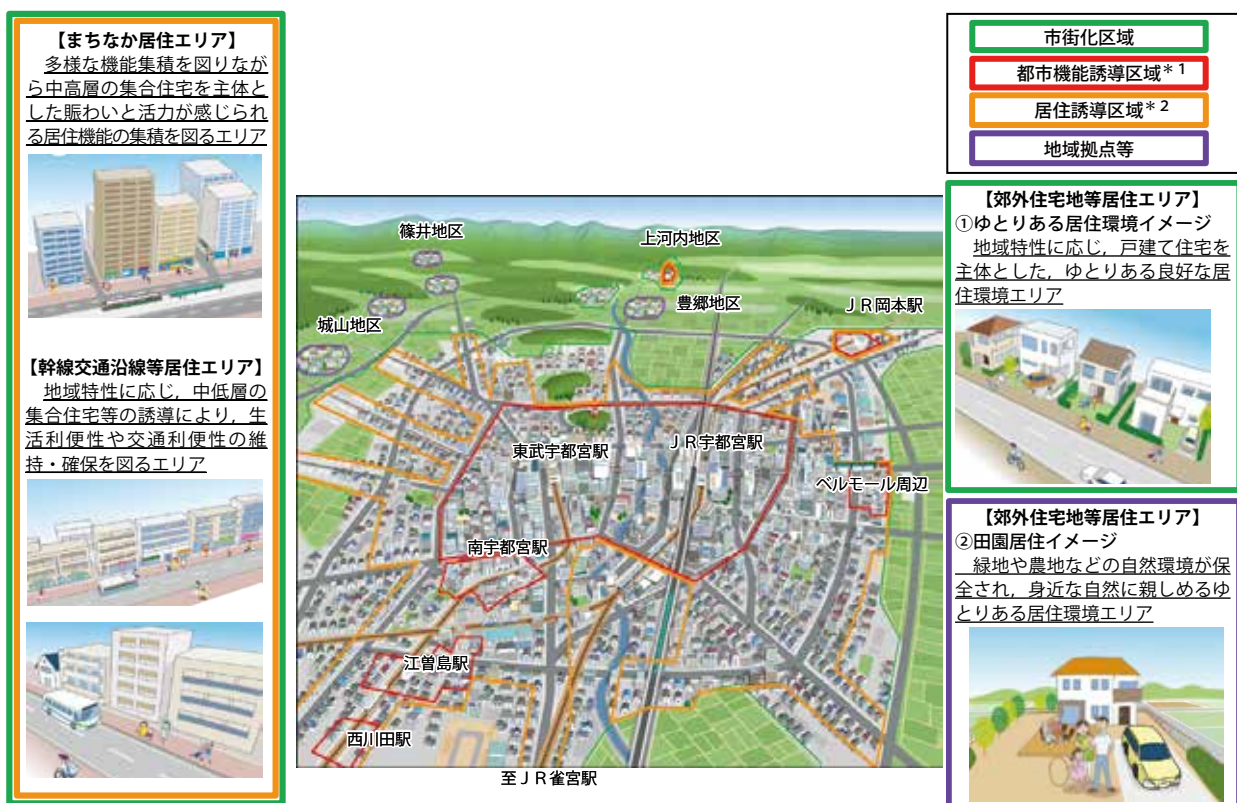 【まちなか居住エリア】
多様な機能集積を図りなが
ら中高層の集合住宅を主体と
した賑わいと活力が感じられ
る居住機能の集積を図るエリア
【幹線交通沿線等居住エリア】
地域特性に応じ，中低層の
集合住宅等の誘導により，生
活利便性や交通利便性の維
持・確保を図るエリア
篠井地区
上河内地区
城山地区
豊郷地区
ＪＲ岡本駅
東武宇都宮駅
ＪＲ宇都宮駅
ベルモール周辺
南宇都宮駅
江曽島駅
西川田駅
至ＪＲ雀宮駅
市街化区域
都市機能誘導区域＊1
居住誘導区域＊2
地域拠点等
【郊外住宅地等居住エリア】
①ゆとりある居住環境イメージ
地域特性に応じ，戸建て住宅を
主体とした，ゆとりある良好な居
住環境エリア
【郊外住宅地等居住エリア】
②田園居住イメージ
緑地や農地などの自然環境が保
全され，身近な自然に親しめるゆ
とりある居住環境エリア